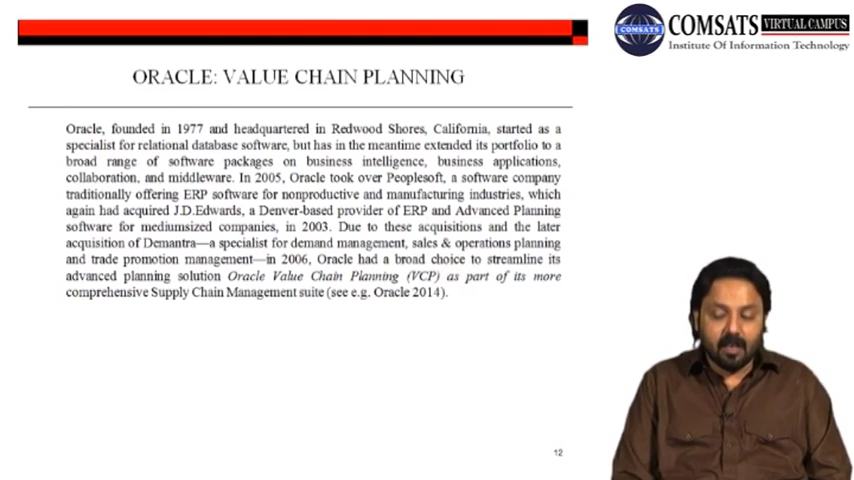 COMSATS
COMSATS VIRTUAL CAMPUS
Institute Of Information Technology
ORACLE: VALUE CHAIN PLANNING
Oracle, founded in 1977 and headquartered in Redwood Shores, California, started as a
specialist for relational database software, but has in the meantime extended its portfolio to a
broad range of software packages on business intelligence, business applications,
collaboration, and middleware. In 2005, Oracle took over Peoplesoft, a software company
traditionally offering ERP software for nonproductive and manufacturing industries, which
again had acquired J.D.Edwards, a Denver-based provider of ERP and Advanced Planning
software for mediumsized companies, in 2003. Due to these acquisitions and the later
acquisition of Demantra—a specialist for demand management, sales & operations planning
and trade promotion management—in 2006, Oracle had a broad choice to streamline its
advanced planning solution Oracle Value Chain Planning (VCP) as part of its more
comprehensive Supply Chain Management suite (see e.g. Oracle 2014).
12